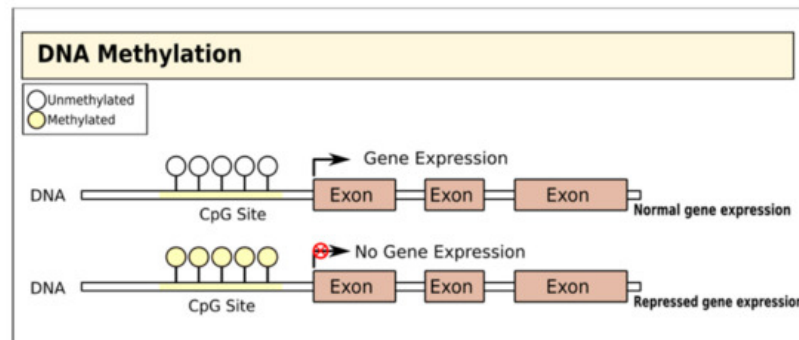 DNA Methylation
Unmethylated
Methylated
Gene Expression
DNA
Exon
Exon
Exon
CpG Site
Normal gene expression
No Gene Expression
DNA
Exon
Exon
Exon
CpG Site
Repressed gene expression